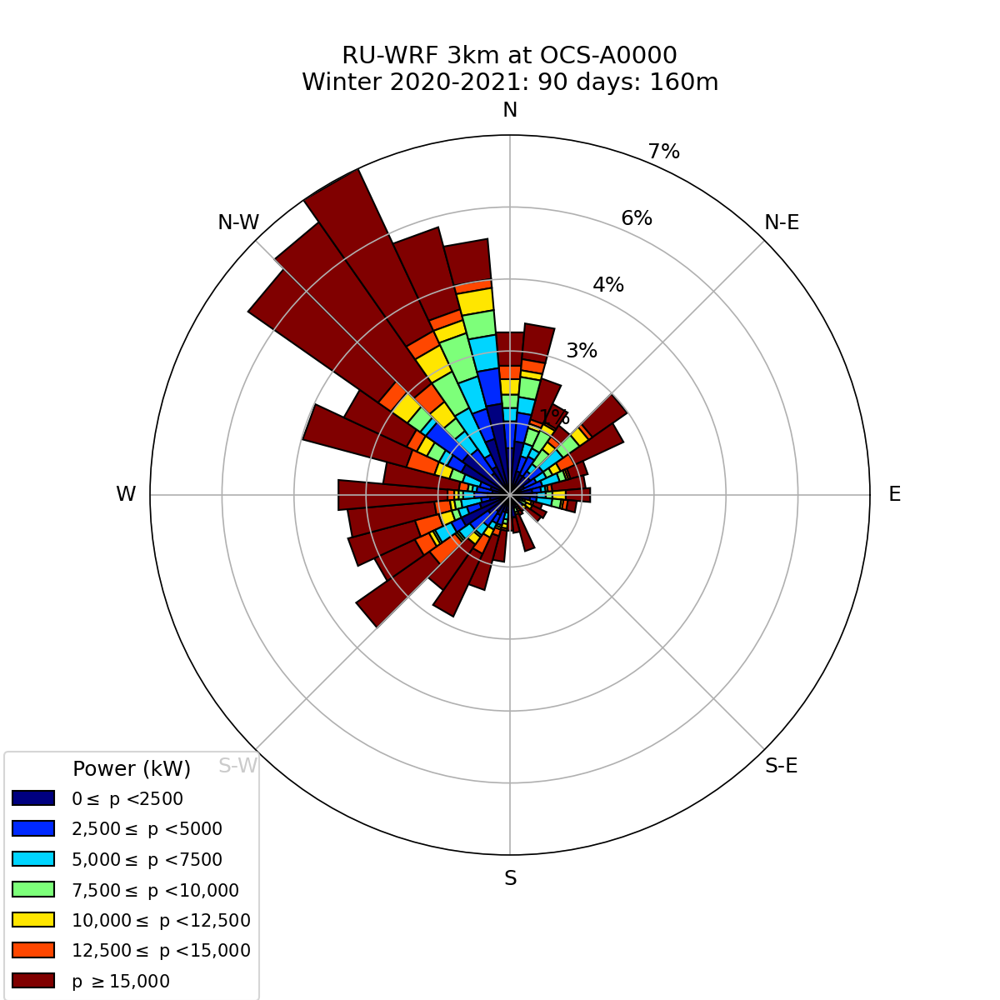 RU-WRF 3km at OCS-A0000
Winter 2020-2021: 90 days: 160m
N
7%
6%
N-W
N-E
4%
3%
1%
W
E
S-W
S-E
S
Power (kW)
0≤ p <2500
2,500≤ p <5000
5,000≤ p <7500
7,500≤ p <10,000
10,000≤ p <12,500
12,500≤ p <15,000
p ≥15,000